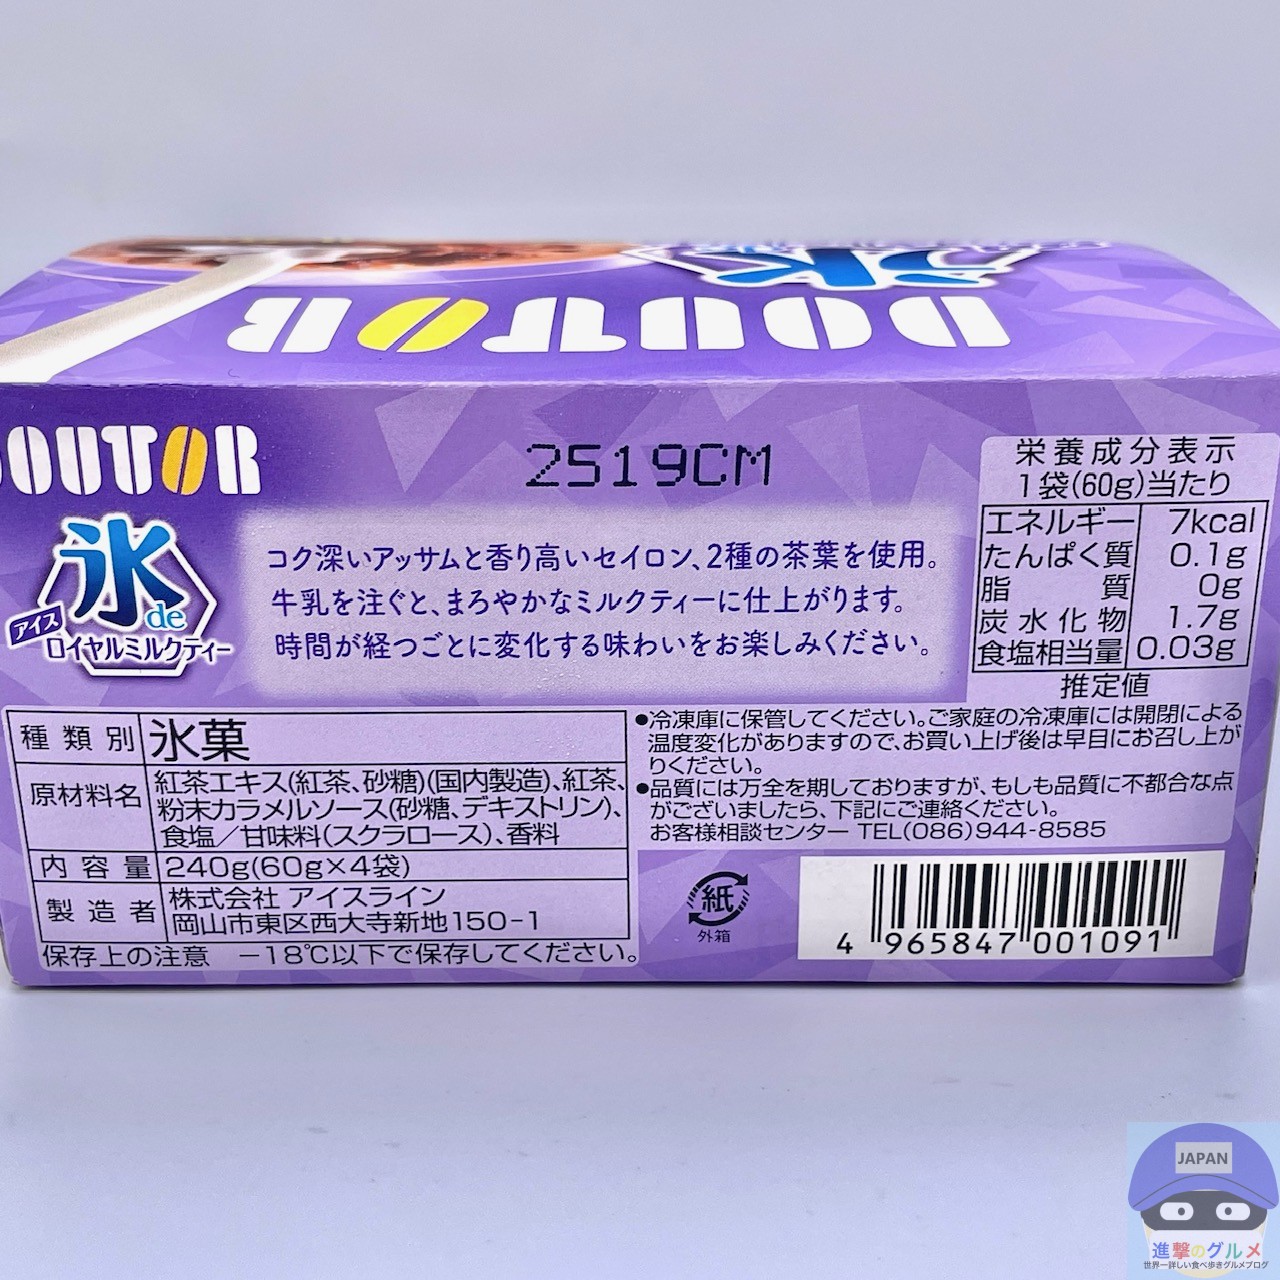 DOUTOR
氷
DOUTOR
氷
de
アイス
ロイヤルミルクティー
2519CM
コク深いアッサムと香り高いセイロン、2種の茶葉を使用。
牛乳を注ぐと、まろやかなミルクティーに仕上がります。
時間が経つごとに変化する味わいをお楽しみください。
栄養成分表示
1袋(60g)当たり
エネルギー 7kcal
たんぱく質 0.1g
脂質 0g
炭水化物 1.7g
食塩相当量 0.03g
推定値
種類別 氷菓
原材料名 紅茶エキス(紅茶、砂糖)(国内製造)、紅茶、
粉末カラメルソース(砂糖、デキストリン)、
食塩／甘味料(スクラロース)、香料
内容量 240g(60g×4袋)
製造者 株式会社 アイスライン
岡山市東区西大寺新地150-1
保存上の注意 -18℃以下で保存してください。
●冷凍庫に保管してください。ご家庭の冷凍庫には開閉による
温度変化がありますので、お買い上げ後は早目にお召し上が
りください。
●品質には万全を期しておりますが、もしも品質に不都合な点
がございましたら、下記にご連絡ください。
お客様相談センター TEL(086)944-8585
紙
外箱
4 965847 001091
JAPAN
進撃のグルメ
世界一詳しい食べ歩きグルメブログ